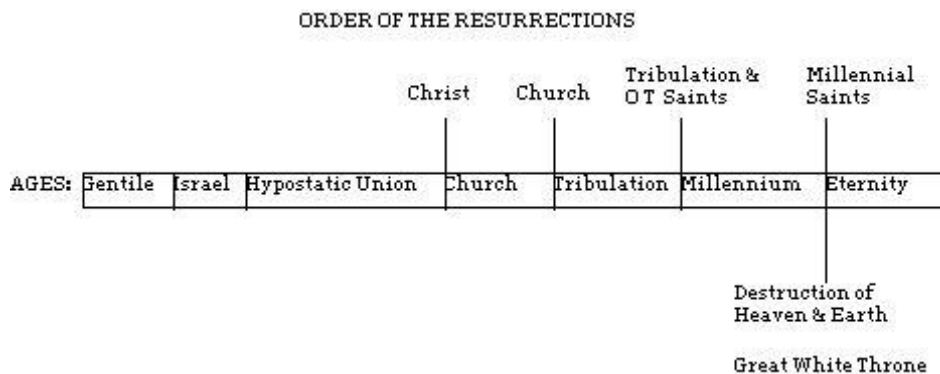 ORDER OF THE RESURRECTIONS
Christ
Church
Tribulation &
OT Saints
Millennial
Saints
AGES: Gentile Israel Hypostatic Union Church Tribulation Millennium Eternity
Destruction of
Heaven & Earth
Great White Throne